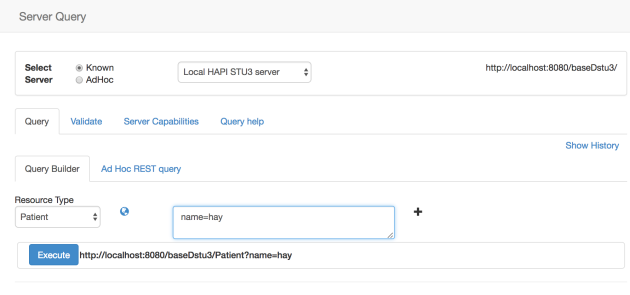 Server Query
Select Server
Known
AdHoc
Local HAPI STU3 server
http://localhost:8080/baseDstu3/
Query Validate Server Capabilities Query help
Show History
Query Builder Ad Hoc REST query
Resource Type
Patient
name=hay
Execute http://localhost:8080/baseDstu3/Patient?name=hay